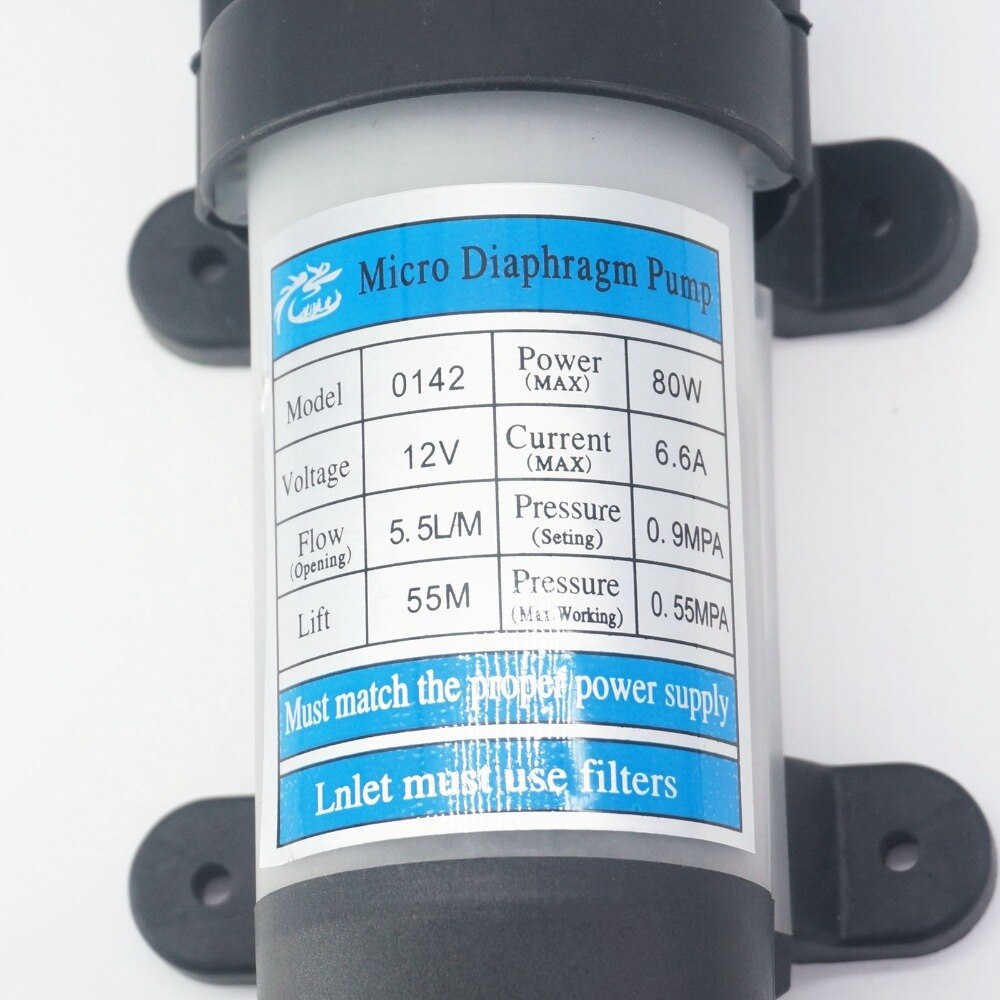 Micro Diaphragm Pump
Model 0142 Power (MAX) 80W
Voltage 12V Current (MAX) 6.6A
Flow (Opening) 5.5L/M Pressure (Seting) 0.9MPA
Lift 55M Pressure (Max.Working) 0.55MPA
Must match the proper power supply
Lnlet must use filters